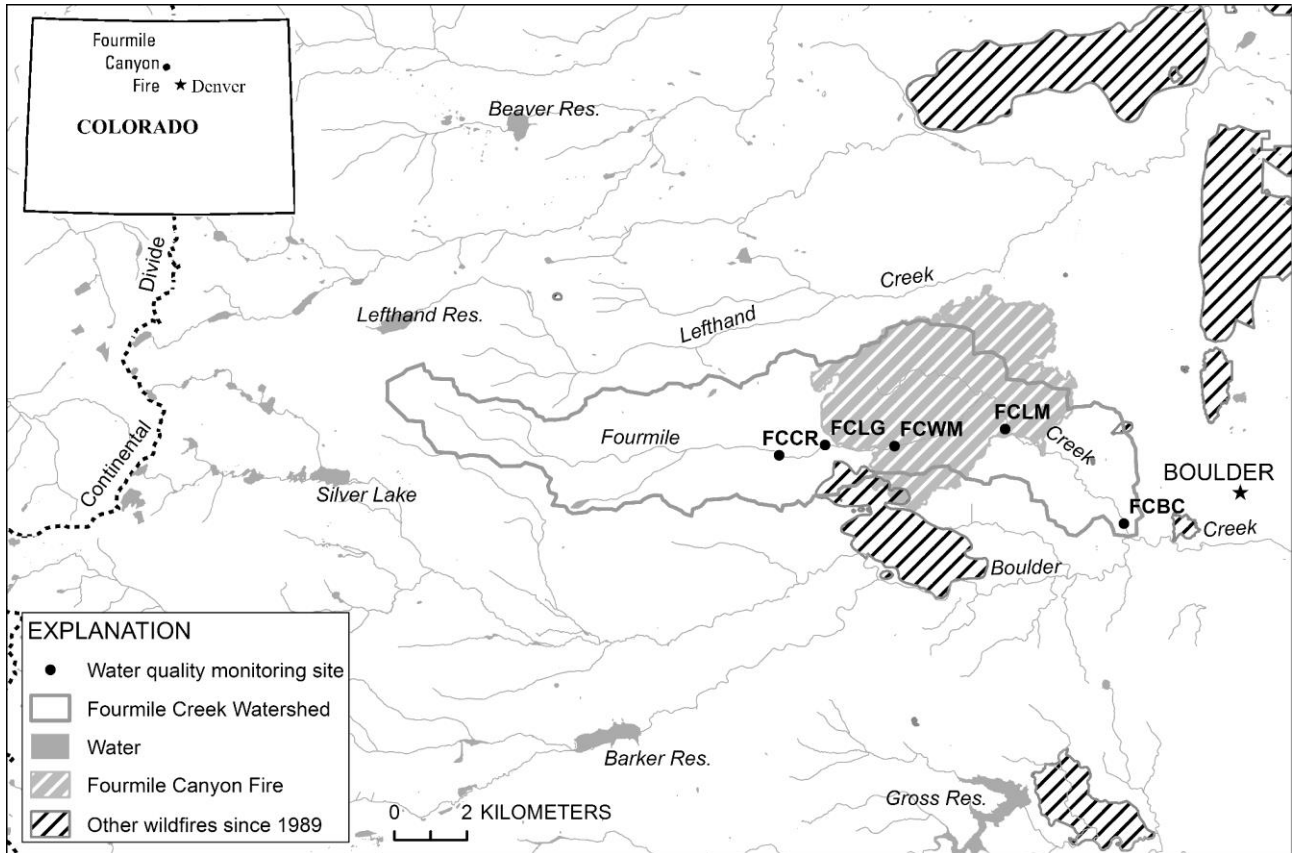 Fourmile
Canyon
Fire
Denver
COLORADO
Beaver Res.
Divide
Continental
Lefthand Res.
Lefthand
Creek
Silver Lake
Fourmile
Creek
FCCR
FCLG
FCWM
FCLM
FCBC
BOULDER
Boulder
Creek
Barker Res.
Gross Res.
EXPLANATION
Water quality monitoring site
Fourmile Creek Watershed
Water
Fourmile Canyon Fire
Other wildfires since 1989
0 2 KILOMETERS